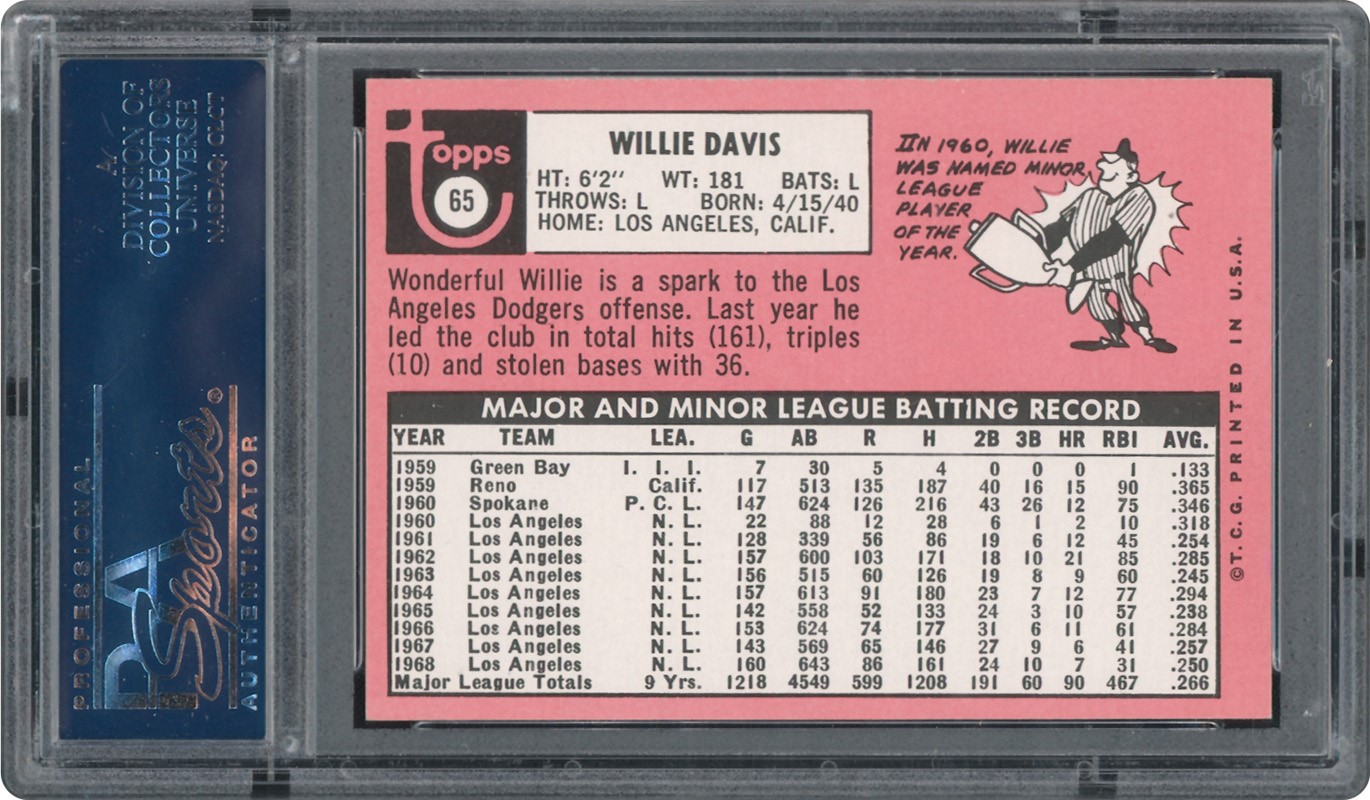 A
DIVISION OF
COLLECTORS
UNIVERSE
NASDAQ: CLCT
PROFESSIONAL
PSA
Sports®
AUTHENTICATOR
Topps
65
WILLIE DAVIS
HT: 6'2" WT: 181 BATS: L
THROWS: L BORN: 4/15/40
HOME: LOS ANGELES, CALIF.
Wonderful Willie is a spark to the Los
Angeles Dodgers offense. Last year he
led the club in total hits (161), triples
(10) and stolen bases with 36.
IN 1960, WILLIE
WAS NAMED MINOR
LEAGUE
PLAYER
OF THE
YEAR.
MAJOR AND MINOR LEAGUE BATTING RECORD
YEAR TEAM LEA. G AB R H 2B 3B HR RBI AVG.
1959 Green Bay I. I. I. 7 30 5 4 0 0 0 1 .133
1959 Reno Calif. 117 513 135 187 40 16 15 90 .365
1960 Spokane P. C. L. 147 624 126 216 43 26 12 75 .346
1960 Los Angeles N. L. 22 88 12 28 6 1 2 10 .318
1961 Los Angeles N. L. 128 339 56 86 19 6 12 45 .254
1962 Los Angeles N. L. 157 600 103 171 18 10 21 85 .285
1963 Los Angeles N. L. 156 515 60 126 19 8 9 60 .245
1964 Los Angeles N. L. 157 613 91 180 23 7 12 77 .294
1965 Los Angeles N. L. 142 558 52 133 24 3 10 57 .238
1966 Los Angeles N. L. 153 624 74 177 31 6 11 61 .284
1967 Los Angeles N. L. 143 569 65 146 27 9 6 41 .257
1968 Los Angeles N. L. 160 643 86 161 24 10 7 31 .250
Major League Totals 9 Yrs. 1218 4549 599 1208 191 60 90 467 .266
©T.C.G. PRINTED IN U.S.A.